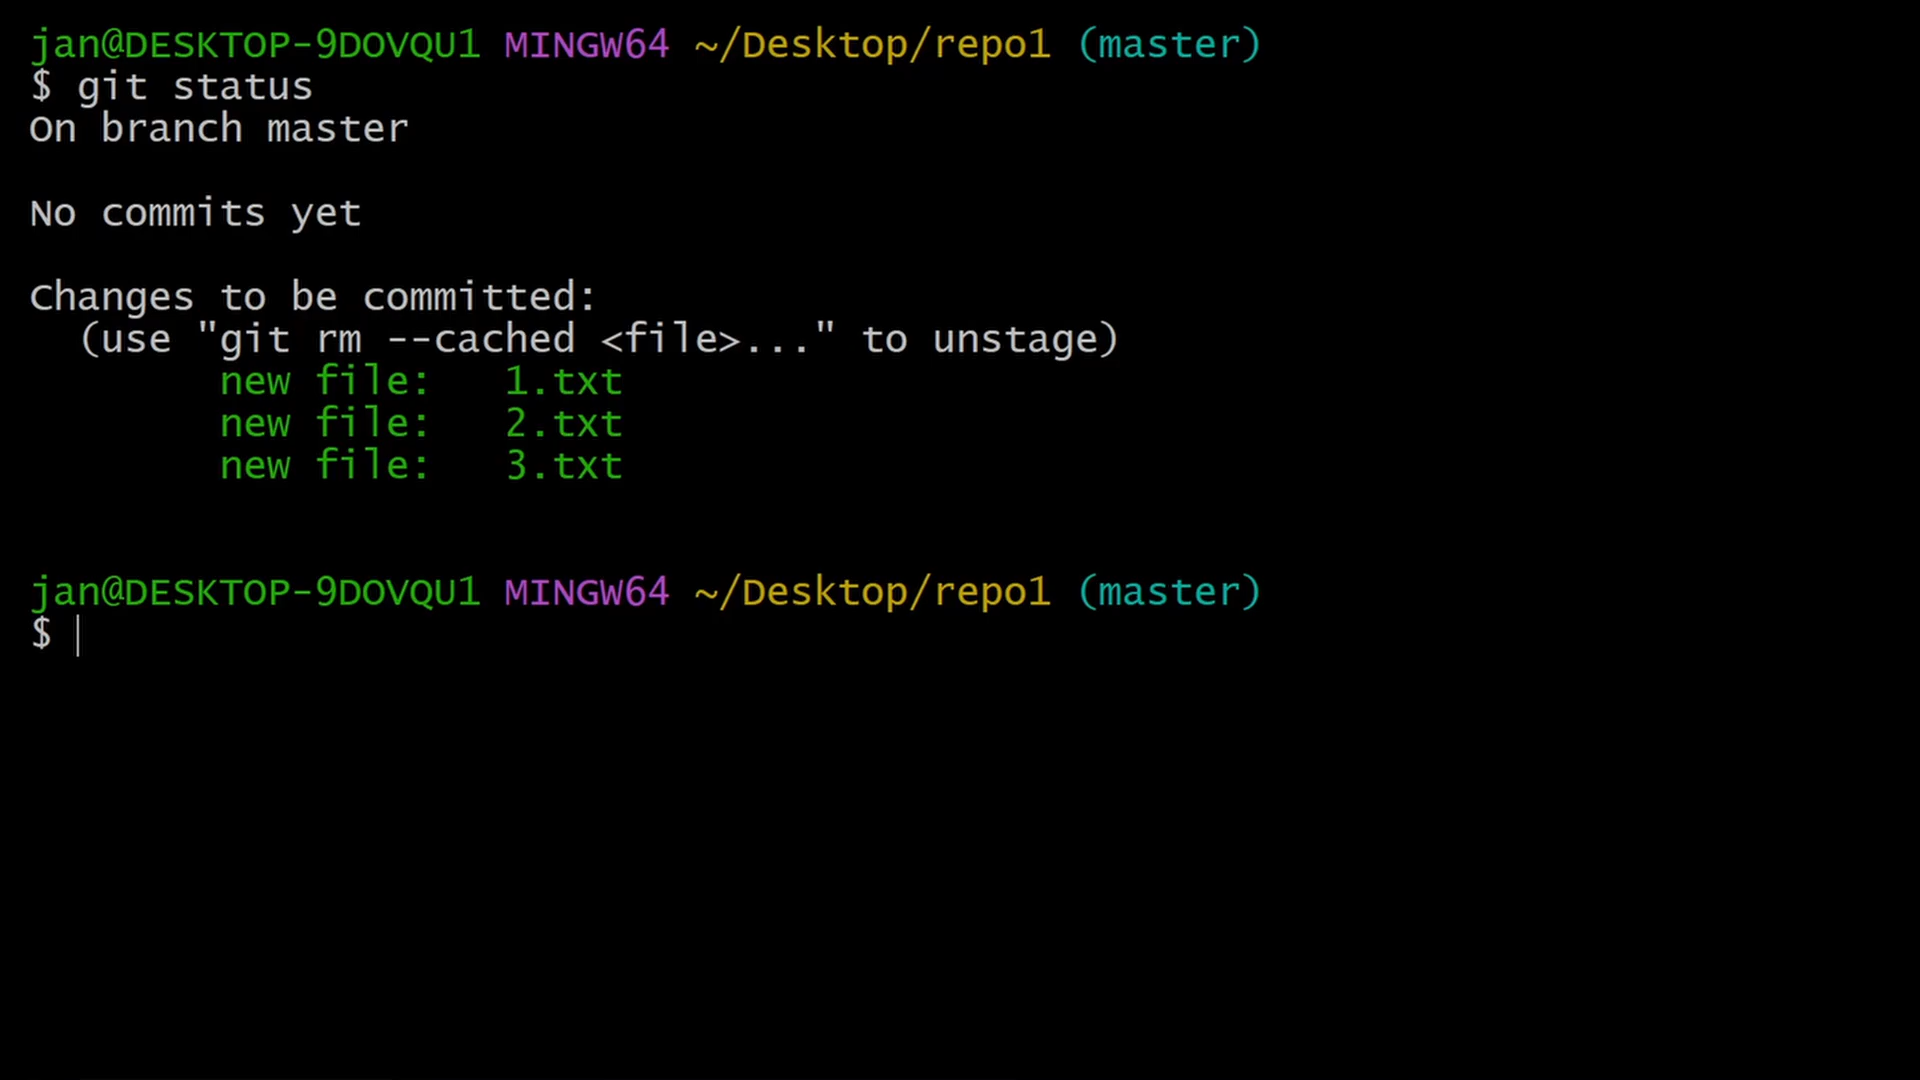 jan@DESKTOP-9DOVQU1 MINGW64 ~/Desktop/repo1 (master)
$ git status
On branch master
No commits yet
Changes to be committed:
  (use "git rm --cached <file>..." to unstage)
        new file:   1.txt
        new file:   2.txt
        new file:   3.txt
jan@DESKTOP-9DOVQU1 MINGW64 ~/Desktop/repo1 (master)
$